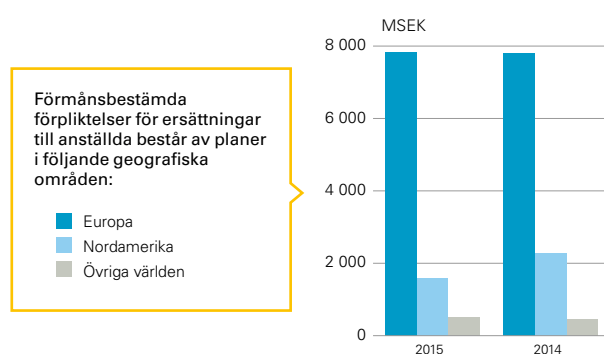 Förmånsbestämda
förpliktelser för ersättningar
till anställda består av planer
i följande geografiska
områden:
Europa
Nordamerika
Övriga världen
MSEK
8 000
6 000
4 000
2 000
0
2015
2014